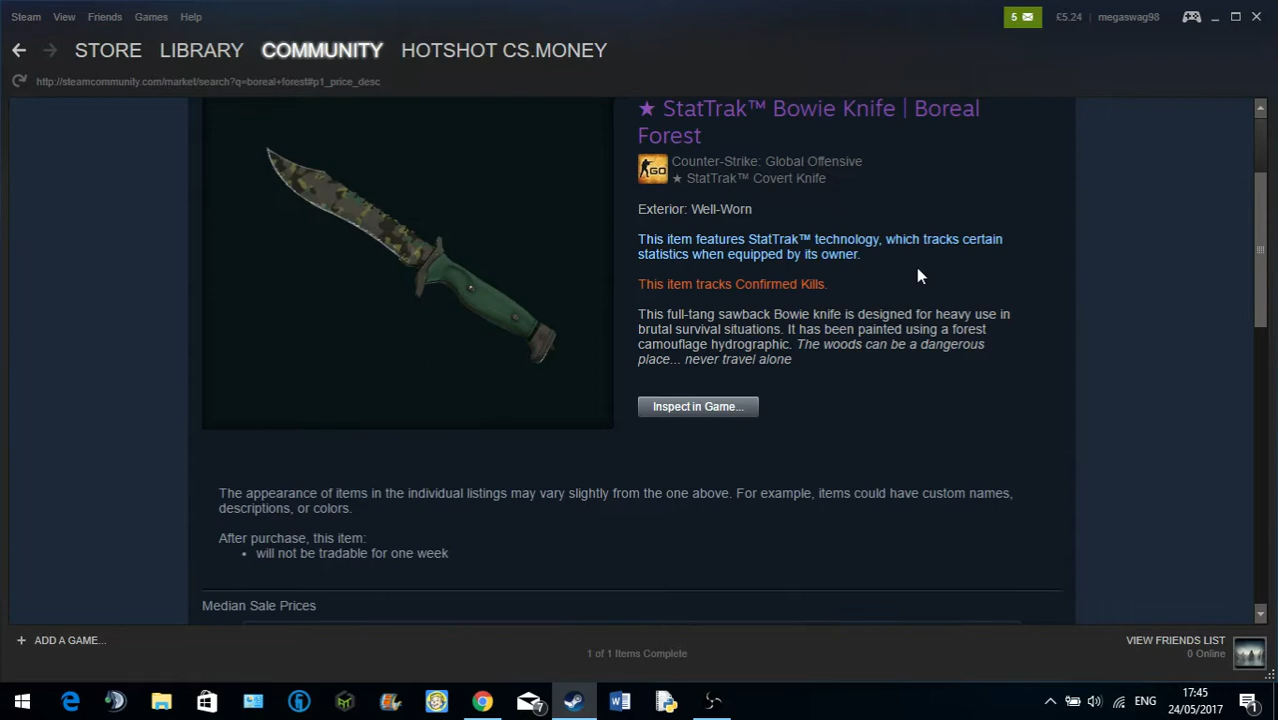 Steam View Friends Games Help
5 £5.24 megaswag98
STORE LIBRARY COMMUNITY HOTSHOT CS.MONEY
http://steamcommunity.com/market/search?q=boreal+forest#p1_price_desc
★ StatTrak™ Bowie Knife | Boreal
Forest
GO
Counter-Strike: Global Offensive
★ StatTrak™ Covert Knife
Exterior: Well-Worn
This item features StatTrak™ technology, which tracks certain
statistics when equipped by its owner.
This item tracks Confirmed Kills.
This full-tang sawback Bowie knife is designed for heavy use in
brutal survival situations. It has been painted using a forest
camouflage hydrographic. The woods can be a dangerous
place... never travel alone
Inspect in Game...
The appearance of items in the individual listings may vary slightly from the one above. For example, items could have custom names,
descriptions, or colors.
After purchase, this item:
• will not be tradable for one week
Median Sale Prices
+ ADD A GAME...
1 of 1 Items Complete
VIEW FRIENDS LIST
0 Online
7
ENG
17:45
24/05/2017
1